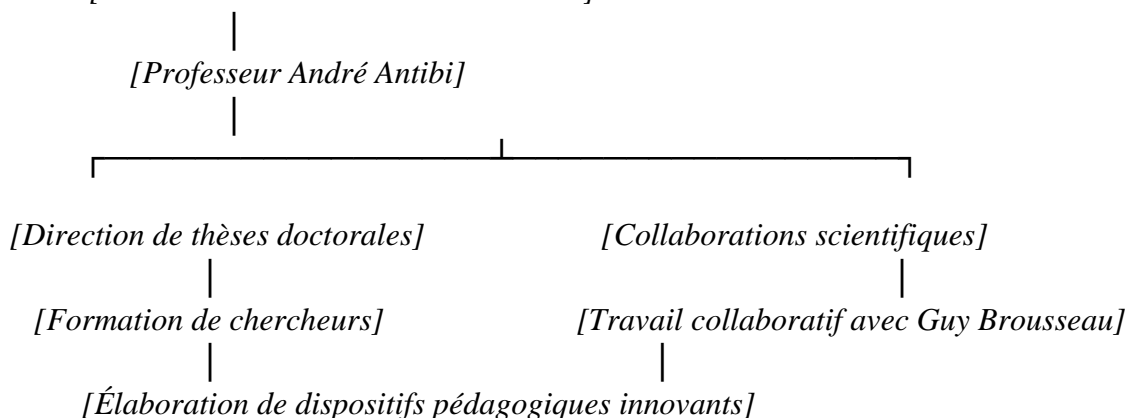 [Professeur André Antibi]
[Direction de thèses doctorales] [Collaborations scientifiques]
[Formation de chercheurs] [Travail collaboratif avec Guy Brousseau]
[Élaboration de dispositifs pédagogiques innovants]